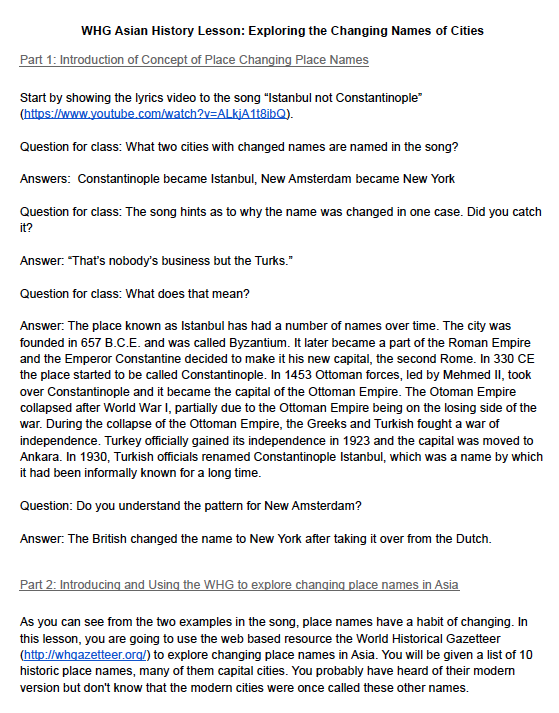 WHG Asian History Lesson: Exploring the Changing Names of Cities
Part 1: Introduction of Concept of Place Changing Place Names
Start by showing the lyrics video to the song “Istanbul not Constantinople”
(https://www.youtube.com/watch?v=ALkjA1t8ibQ).
Question for class: What two cities with changed names are named in the song?
Answers:  Constantinople became Istanbul, New Amsterdam became New York
Question for class: The song hints as to why the name was changed in one case. Did you catch
it?
Answer: “That’s nobody’s business but the Turks.”
Question for class: What does that mean?
Answer: The place known as Istanbul has had a number of names over time. The city was
founded in 657 B.C.E. and was called Byzantium. It later became a part of the Roman Empire
and the Emperor Constantine decided to make it his new capital, the second Rome. In 330 CE
the place started to be called Constantinople. In 1453 Ottoman forces, led by Mehmed II, took
over Constantinople and it became the capital of the Ottoman Empire. The Otoman Empire
collapsed after World War I, partially due to the Ottoman Empire being on the losing side of the
war. During the collapse of the Ottoman Empire, the Greeks and Turkish fought a war of
independence. Turkey officially gained its independence in 1923 and the capital was moved to
Ankara. In 1930, Turkish officials renamed Constantinople Istanbul, which was a name by which
it had been informally known for a long time.
Question: Do you understand the pattern for New Amsterdam?
Answer: The British changed the name to New York after taking it over from the Dutch.
Part 2: Introducing and Using the WHG to explore changing place names in Asia
As you can see from the two examples in the song, place names have a habit of changing. In
this lesson, you are going to use the web based resource the World Historical Gazetteer
(http://whgazetteer.org/) to explore changing place names in Asia. You will be given a list of 10
historic place names, many of them capital cities. You probably have heard of their modern
version but don't know that the modern cities were once called these other names.